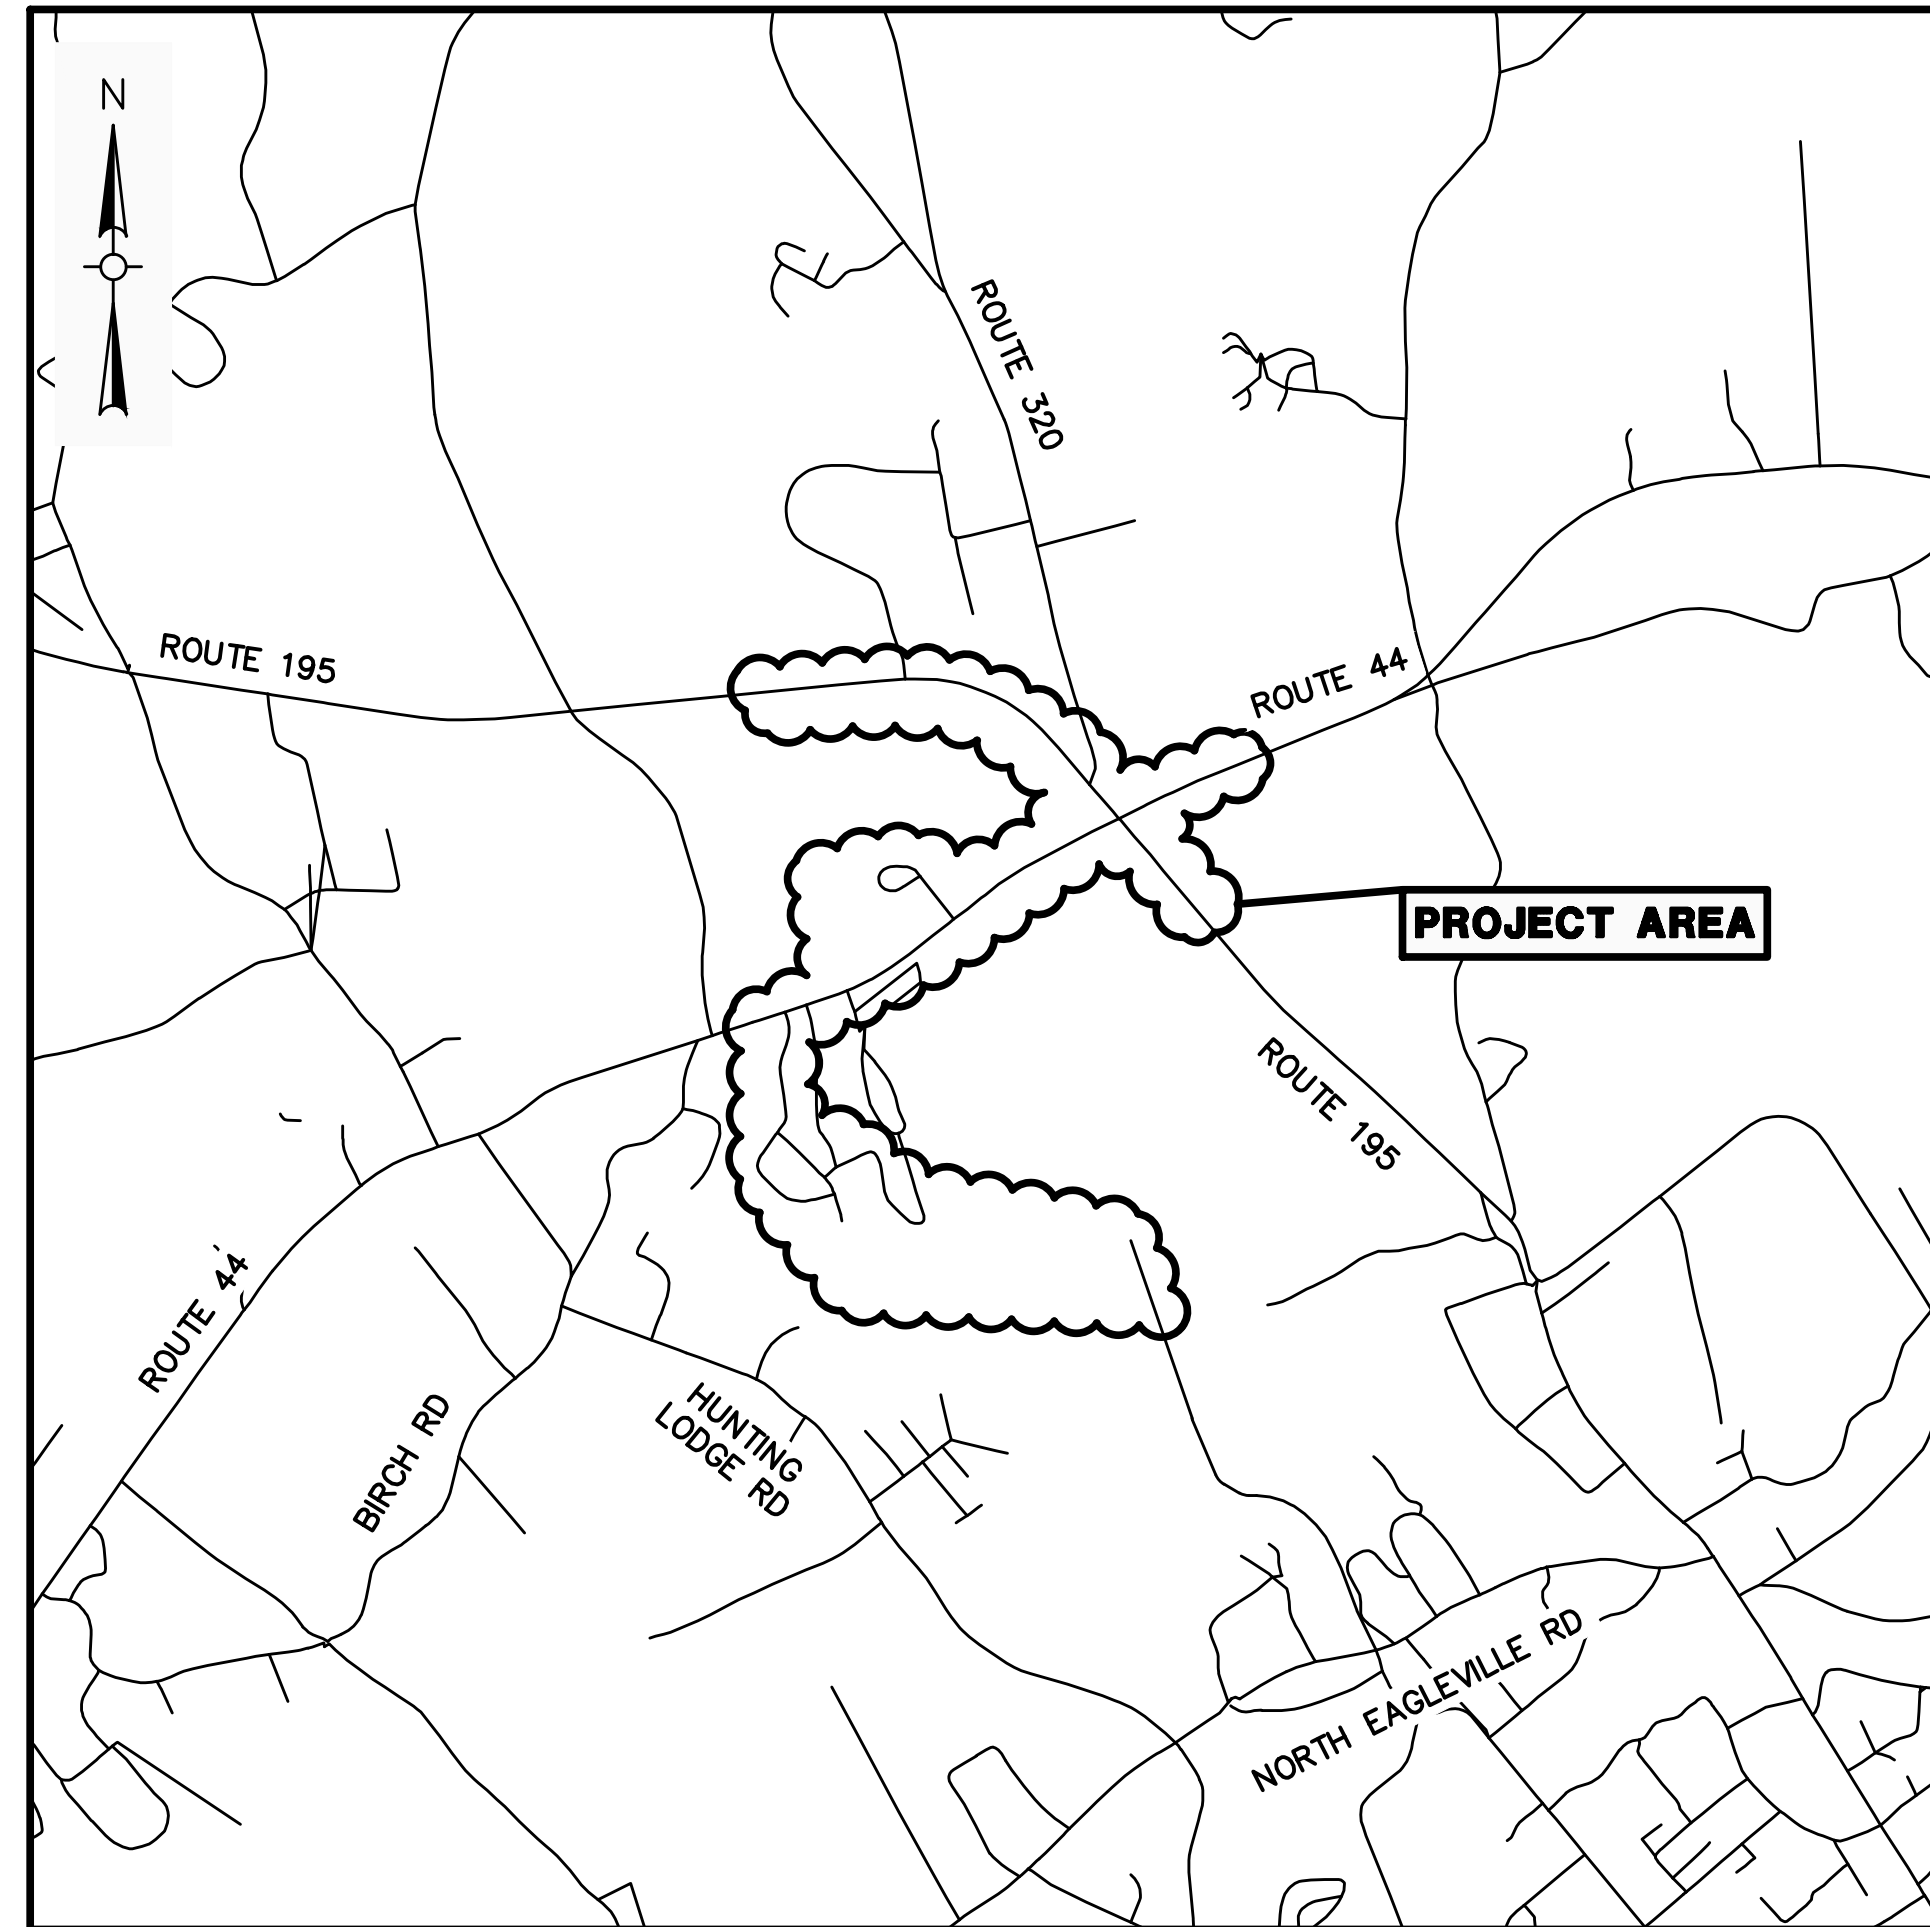 N
ROUTE 320
ROUTE 195
ROUTE 44
PROJECT AREA
ROUTE 195
ROUTE 44
BIRCH RD
HUNTING
LODGE RD
NORTH EAGLEVILLE RD